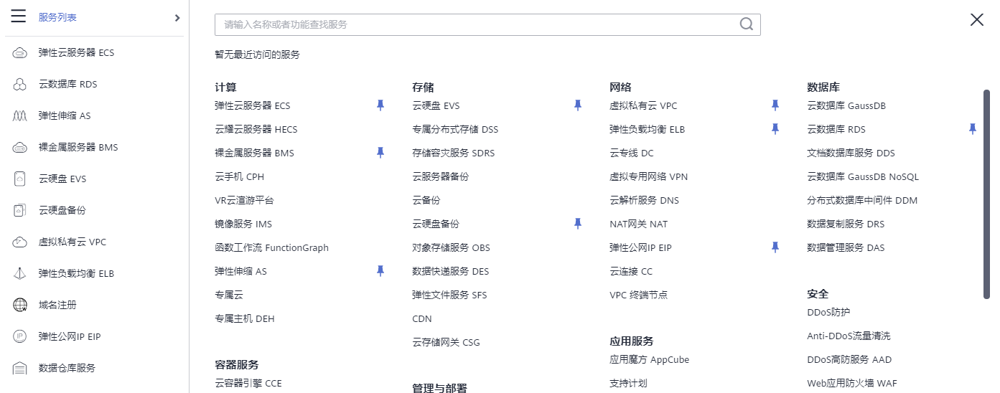 服务列表
弹性云服务器 ECS
云数据库 RDS
弹性伸缩 AS
裸金属服务器 BMS
云硬盘 EVS
云硬盘备份
虚拟私有云 VPC
弹性负载均衡 ELB
域名注册
弹性公网IP EIP
IP
数据仓库服务
请输入名称或者功能查找服务
暂无最近访问的服务
计算
弹性云服务器 ECS
云耀云服务器 HECS
裸金属服务器 BMS
云手机 CPH
VR云渲游平台
镜像服务 IMS
函数工作流 FunctionGraph
弹性伸缩 AS
专属云
专属主机 DEH
容器服务
云容器引擎 CCE
存储
云硬盘 EVS
专属分布式存储 DSS
存储容灾服务 SDRS
云服务器备份
云备份
云硬盘备份
对象存储服务 OBS
数据快递服务 DES
弹性文件服务 SFS
CDN
云存储网关 CSG
管理与部署
网络
虚拟私有云 VPC
弹性负载均衡 ELB
云专线 DC
虚拟专用网络 VPN
云解析服务 DNS
NAT网关 NAT
弹性公网IP EIP
云连接 CC
VPC 终端节点
应用服务
应用魔方 AppCube
支持计划
数据库
云数据库 GaussDB
云数据库 RDS
文档数据库服务 DDS
云数据库 GaussDB NoSQL
分布式数据库中间件 DDM
数据复制服务 DRS
数据管理服务 DAS
安全
DDoS防护
Anti-DDoS流量清洗
DDoS高防服务 AAD
Web应用防火墙 WAF